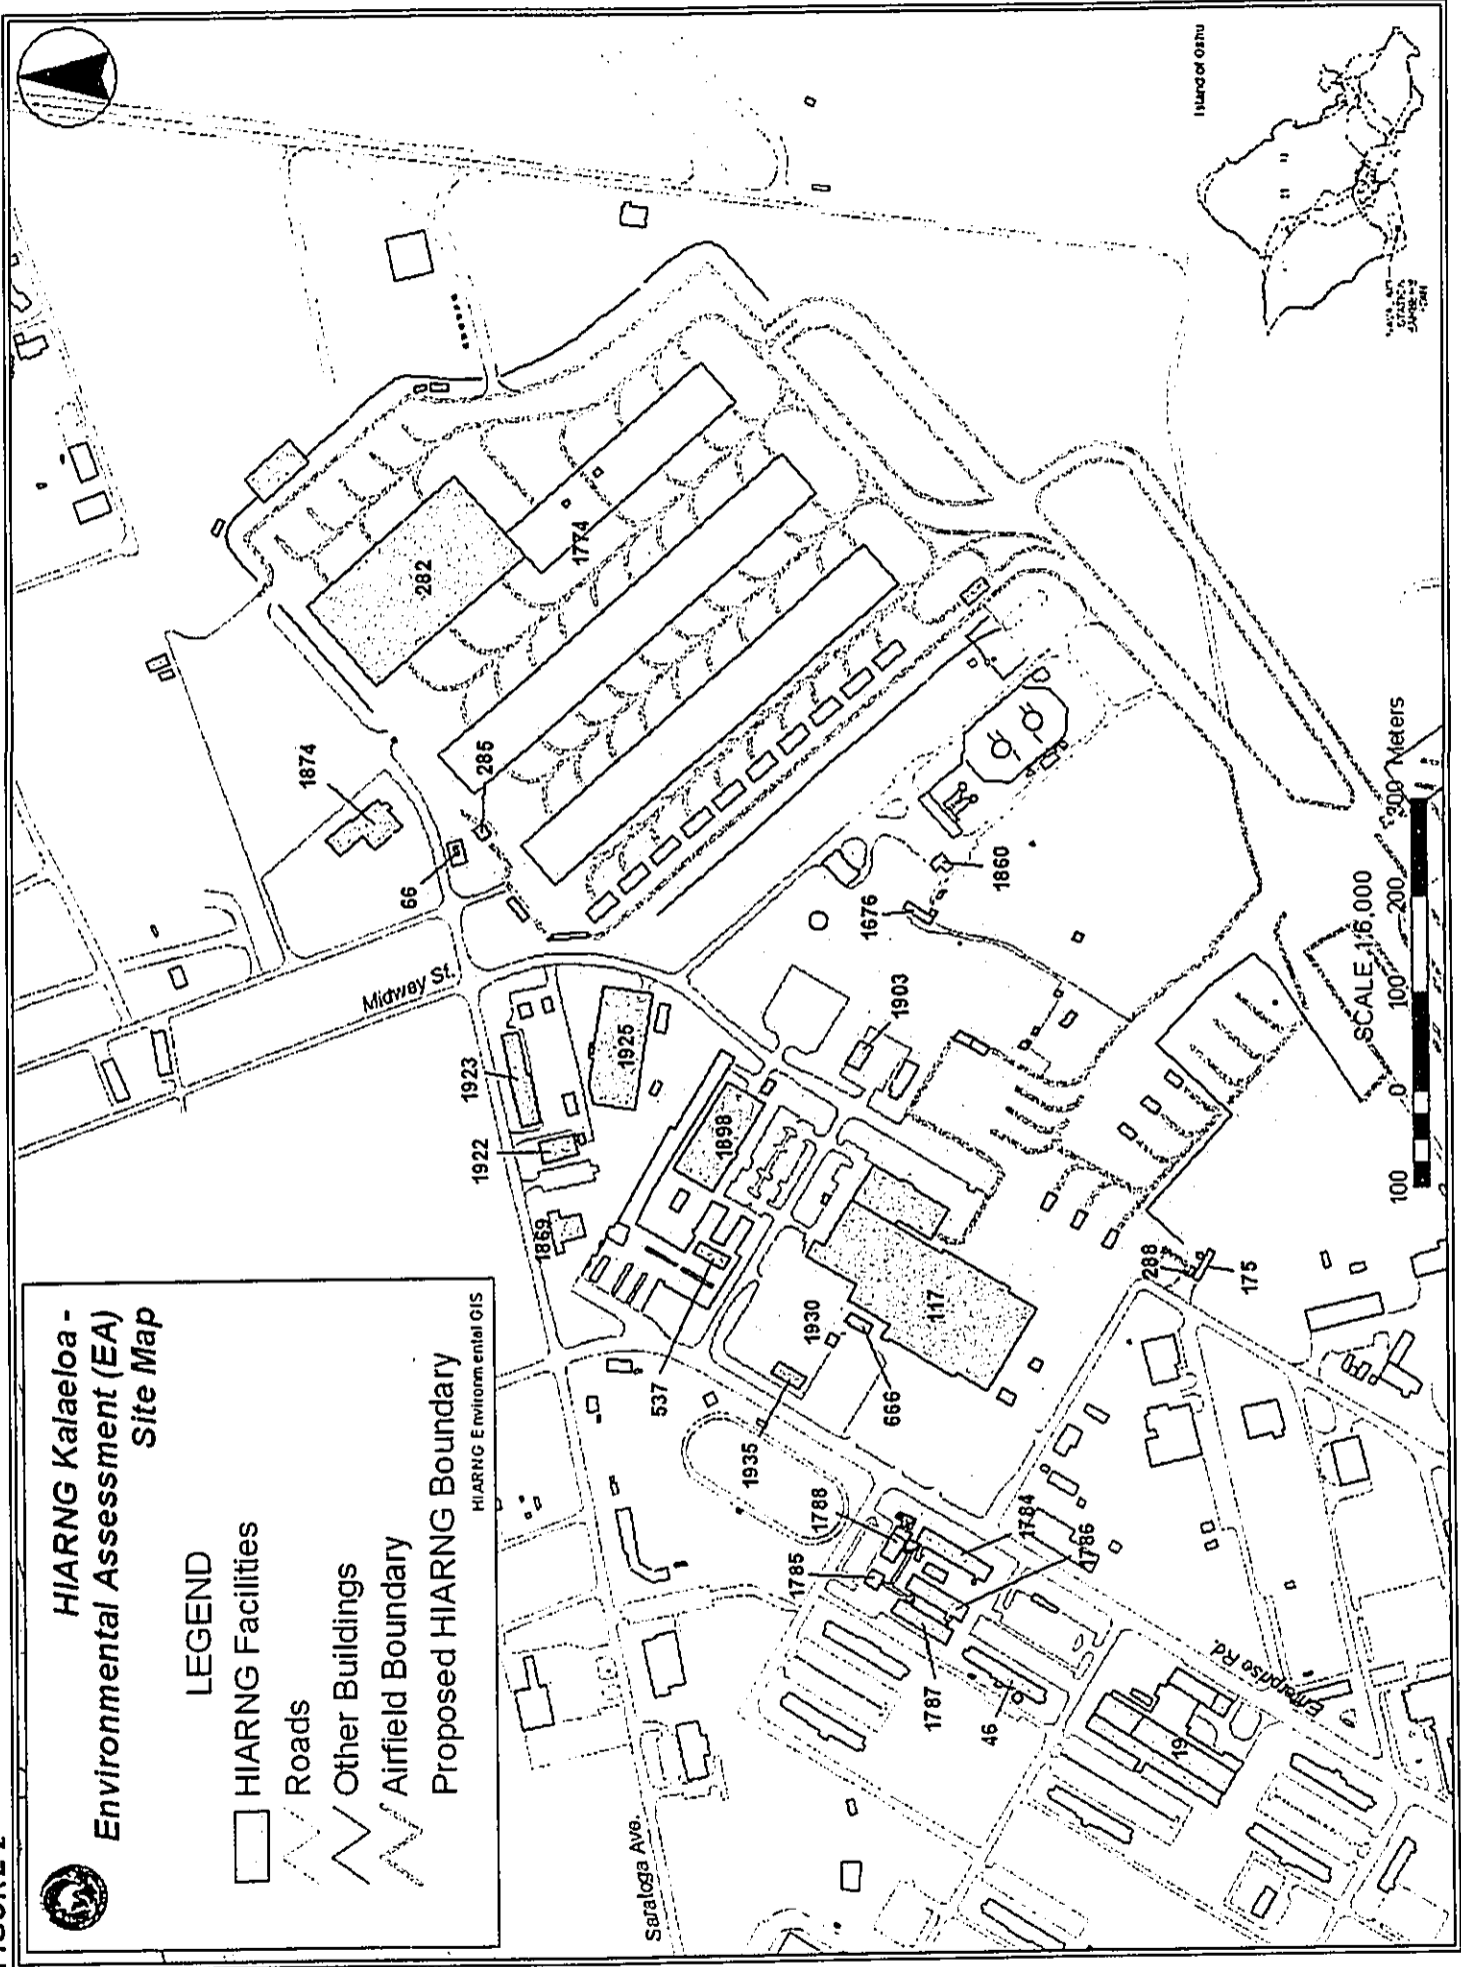 HIARNG Kalaeloa -
Environmental Assessment (EA)
Site Map
LEGEND
HIARNG Facilities
Roads
Other Buildings
Airfield Boundary
Proposed HIARNG Boundary
HIARNG Environmental GIS
Island of Oahu
282
1774
1874
285
66
Midway St.
1860
1676
1903
1923
1925
1922
1898
1869
537
1930
117
666
1935
288
175
1788
1785
1784
1786
1787
46
19
Enterprise Rd.
Saratoga Ave.
SCALE 1:6,000
100 0 100 200 300 Meters